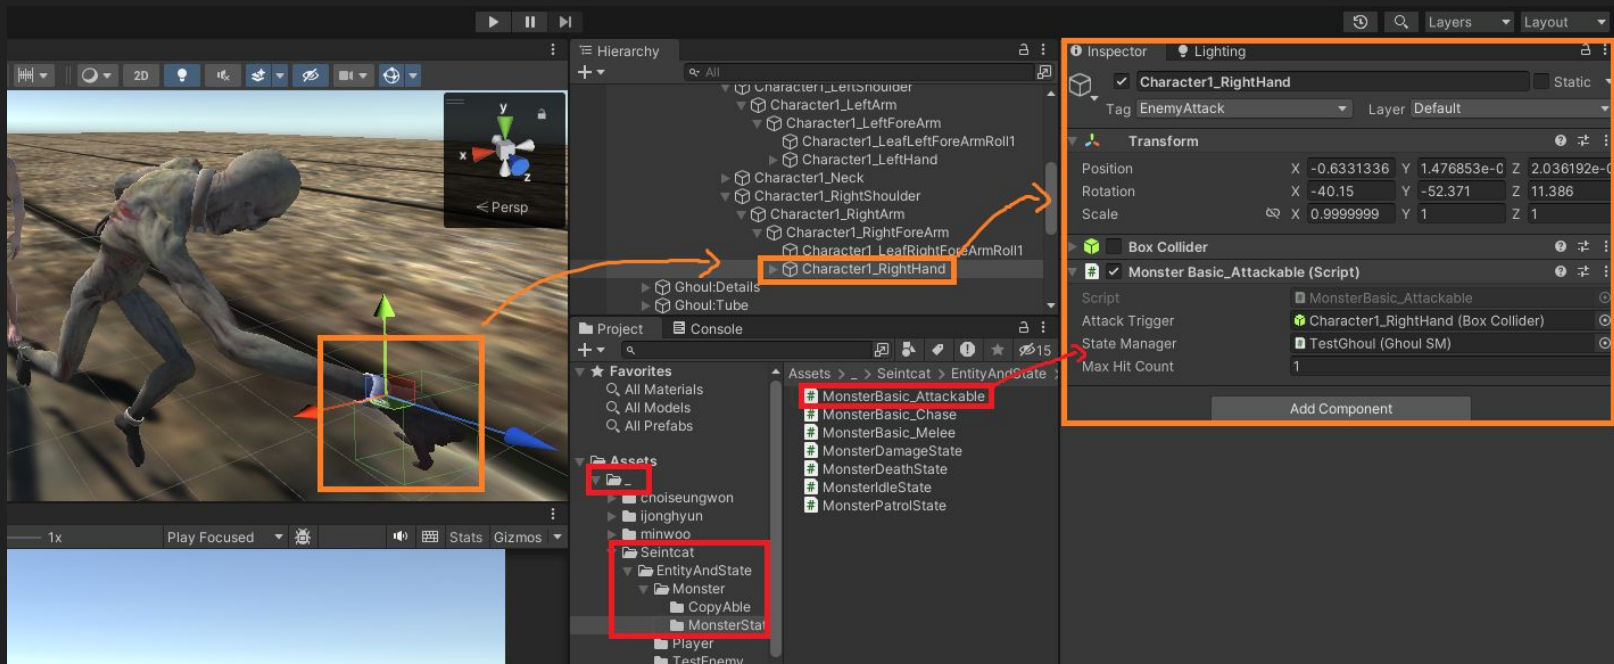 Layers
Layout
2D
y
x
z
Persp
1x
Play Focused
Stats
Gizmos
Hierarchy
All
Character1_LeftShoulder
Character1_LeftArm
Character1_LeftForeArm
Character1_LeafLeftForeArmRoll1
Character1_LeftHand
Character1_Neck
Character1_RightShoulder
Character1_RightArm
Character1_RightForeArm
Character1_LeafRightForeArmRoll1
Character1_RightHand
Ghoul:Details
Ghoul:Tube
Project
Console
15
Favorites
All Materials
All Models
All Prefabs
Assets
_
choiseungwon
ijonghyun
minwoo
Seintcat
EntityAndState
Monster
CopyAble
MonsterStat
Player
TestEnemy
Assets > _ > Seintcat > EntityAndState >
MonsterBasic_Attackable
MonsterBasic_Chase
MonsterBasic_Melee
MonsterDamageState
MonsterDeathState
MonsterIdleState
MonsterPatrolState
Inspector
Lighting
Character1_RightHand
Static
Tag EnemyAttack
Layer Default
Transform
Position X -0.6331336 Y 1.476853e-0 Z 2.036192e-0
Rotation X -40.15 Y -52.371 Z 11.386
Scale X 0.9999999 Y 1 Z 1
Box Collider
# Monster Basic_Attackable (Script)
Script MonsterBasic_Attackable
Attack Trigger Character1_RightHand (Box Collider)
State Manager TestGhoul (Ghoul SM)
Max Hit Count 1
Add Component